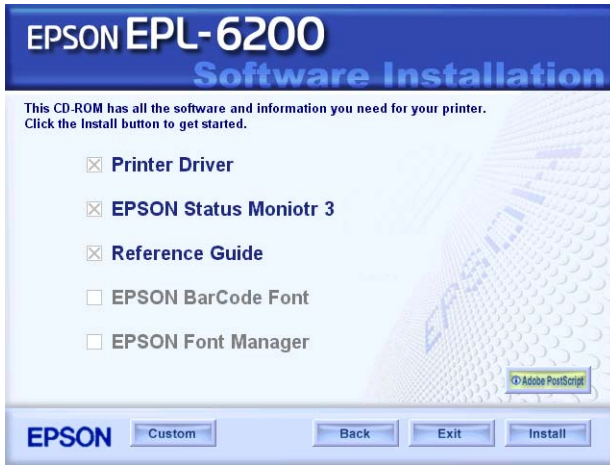 EPSON EPL-6200
Software Installation
This CD-ROM has all the software and information you need for your printer.
Click the Install button to get started.
Printer Driver
EPSON Status Moniotr 3
Reference Guide
EPSON BarCode Font
EPSON Font Manager
EPSON
Adobe PostScript
EPSON Custom Back Exit Install